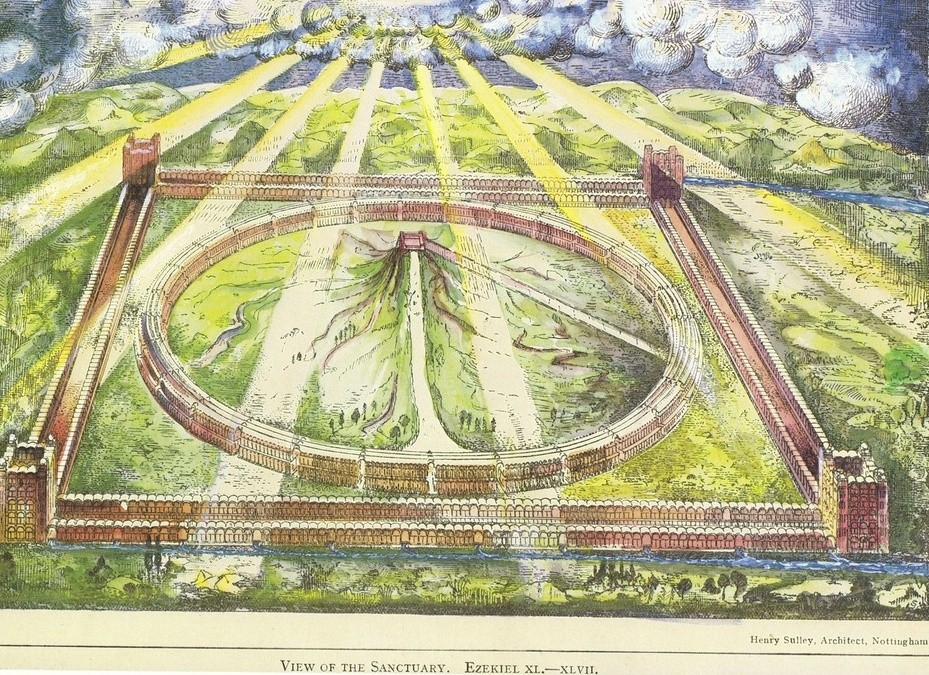 Henry Sulley, Architect, Nottingham
View of the Sanctuary. Ezekiel XL.—XLVII.